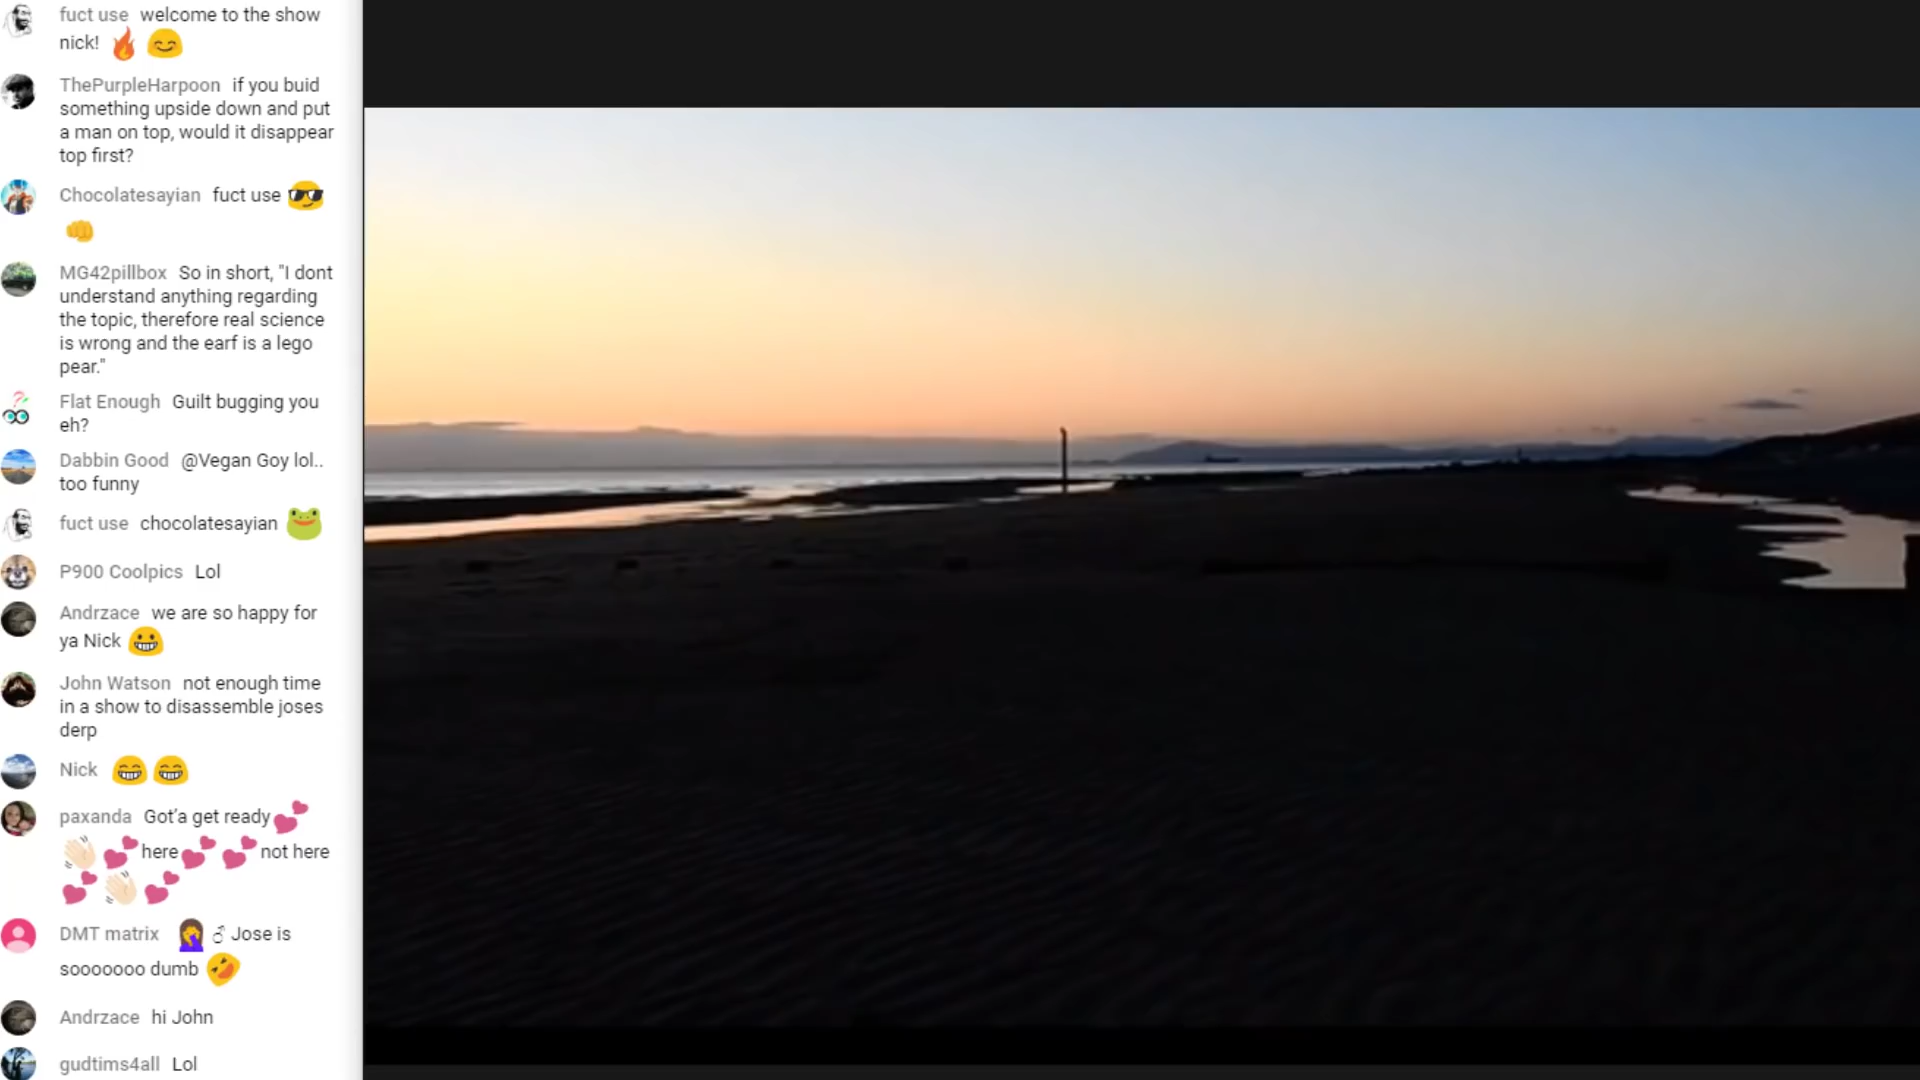 fuct use welcome to the show
nick! 🔥 😊
ThePurpleHarpoon if you buid
something upside down and put
a man on top, would it disappear
top first?
Chocolatesayian fuct use 😎
👊
MG42pillbox So in short, "I dont
understand anything regarding
the topic, therefore real science
is wrong and the earf is a lego
pear."
Flat Enough Guilt bugging you
eh?
Dabbin Good @Vegan Goy lol..
too funny
fuct use chocolatesayian 🐸
P900 Coolpics Lol
Andrzace we are so happy for
ya Nick 😀
John Watson not enough time
in a show to disassemble joses
derp
Nick 😁😁
paxanda Got'a get ready💕
👋🏻💕here💕💕not here
💕👋🏻💕
DMT matrix 🤦♂ Jose is
sooooooo dumb 🤣
Andrzace hi John
gudtims4all Lol